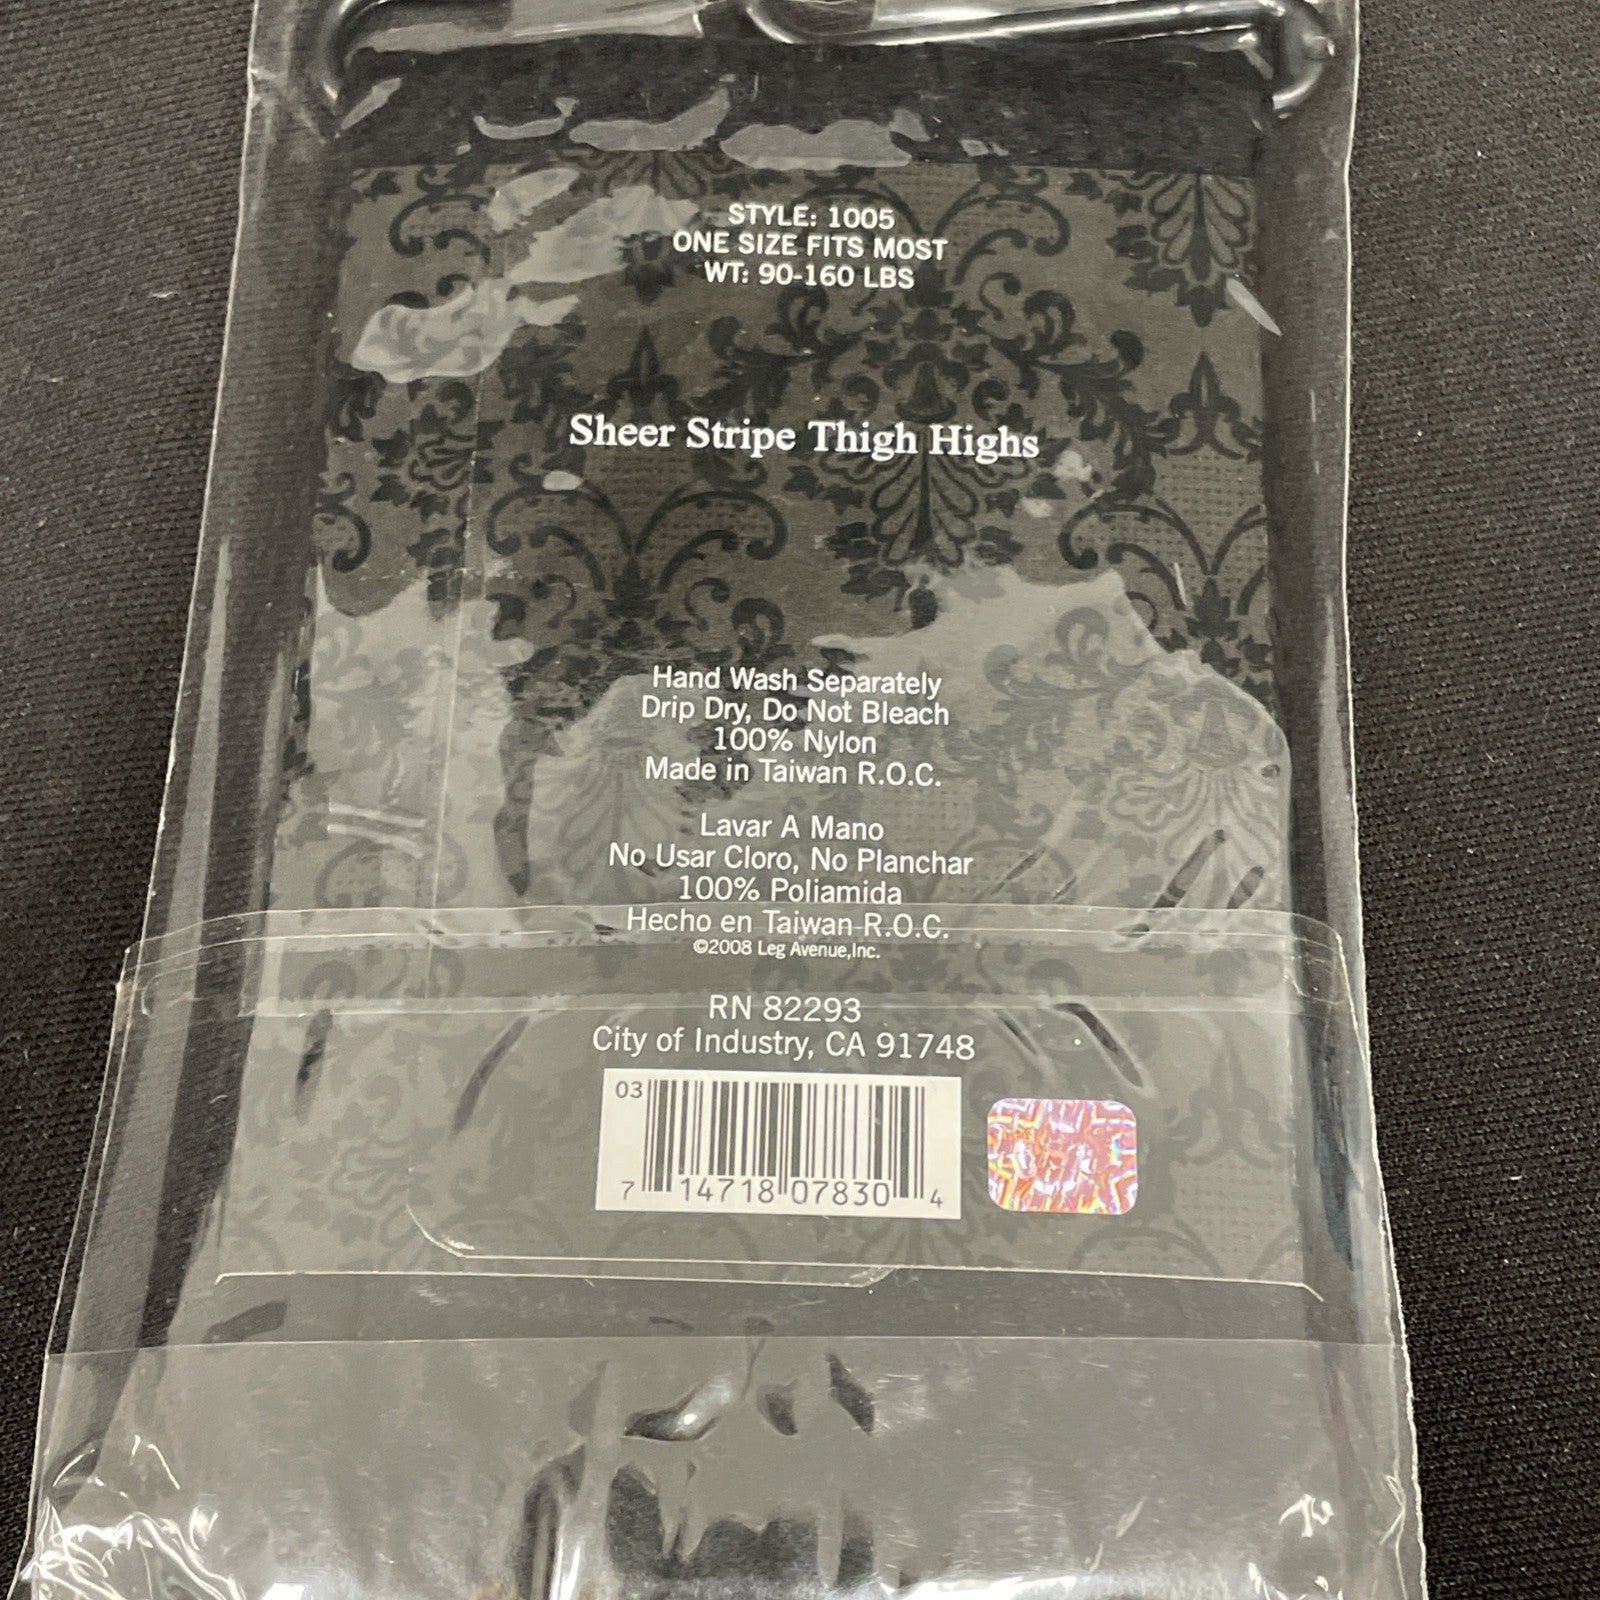 STYLE: 1005
ONE SIZE FITS MOST
WT: 90-160 LBS
Sheer Stripe Thigh Highs
Hand Wash Separately
Drip Dry, Do Not Bleach
100% Nylon
Made in Taiwan R.O.C.
Lavar A Mano
No Usar Cloro, No Planchar
100% Poliamida
Hecho en Taiwan R.O.C.
©2008 Leg Avenue,Inc.
RN 82293
City of Industry, CA 91748
03
7 14718 07830 4